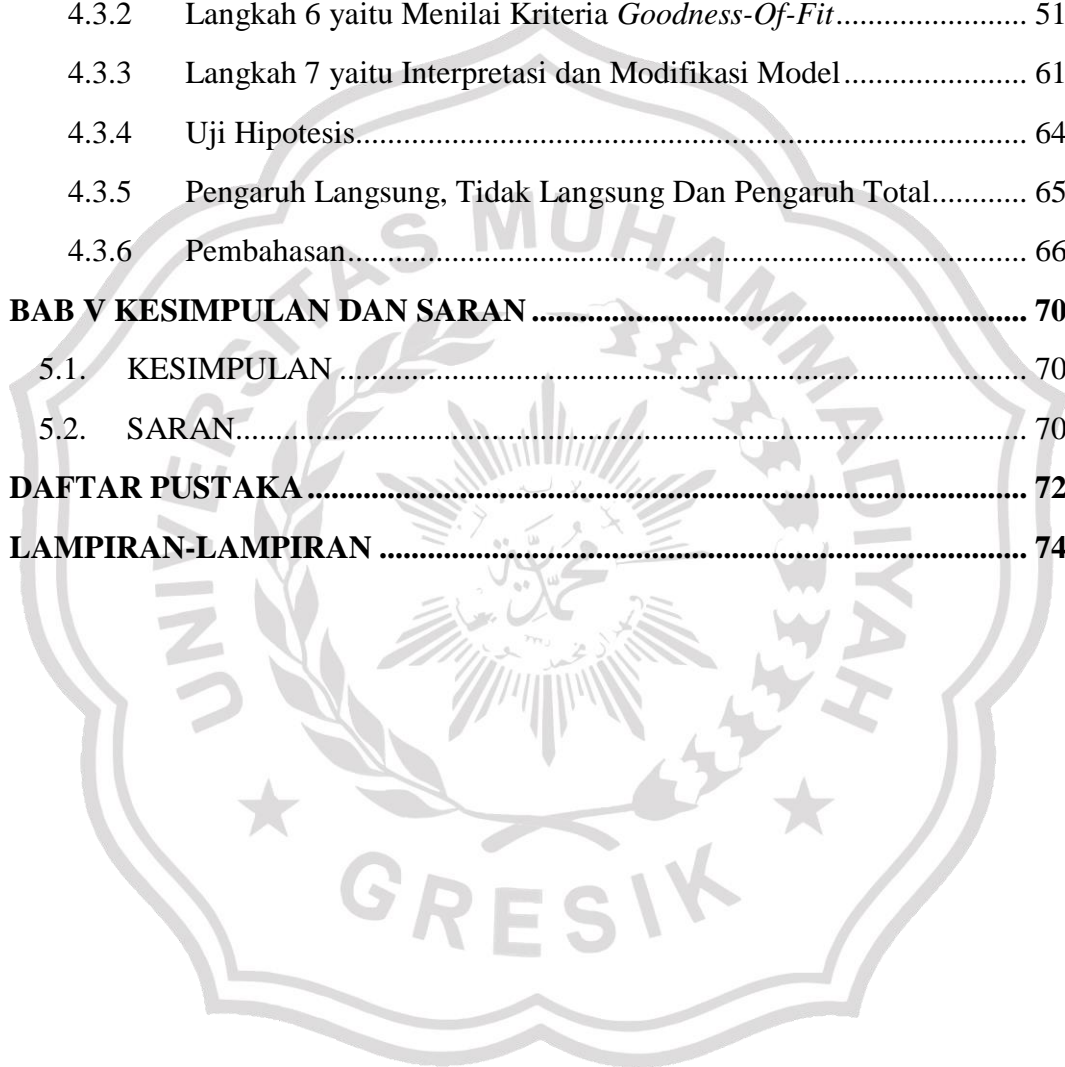 4.3.2 Langkah 6 yaitu Menilai Kriteria Goodness-Of-Fit.................... 51
4.3.3 Langkah 7 yaitu Interpretasi dan Modifikasi Model...................... 61
4.3.4 Uji Hipotesis.................................................................................. 64
4.3.5 Pengaruh Langsung, Tidak Langsung Dan Pengaruh Total............ 65
4.3.6 Pembahasan................................................................................... 66
BAB V KESIMPULAN DAN SARAN ........................................................... 70
5.1. KESIMPULAN ................................................................................... 70
5.2. SARAN................................................................................................ 70
DAFTAR PUSTAKA ...................................................................................... 72
LAMPIRAN-LAMPIRAN .............................................................................. 74
UNIVERSITAS MUHAMMADIYAH
GRESIK